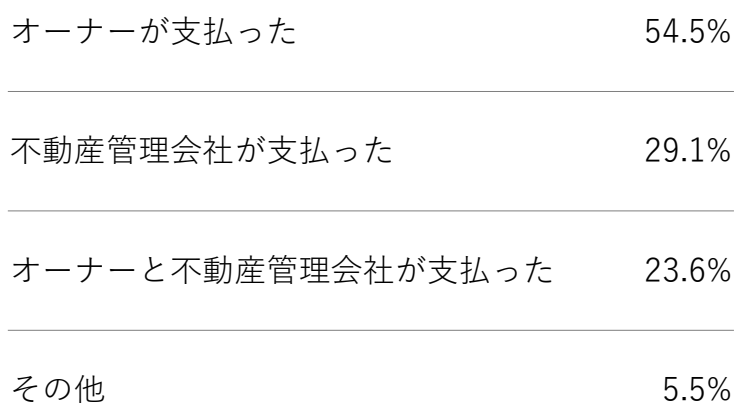 オーナーが支払った 54.5%
不動産管理会社が支払った 29.1%
オーナーと不動産管理会社が支払った 23.6%
その他 5.5%